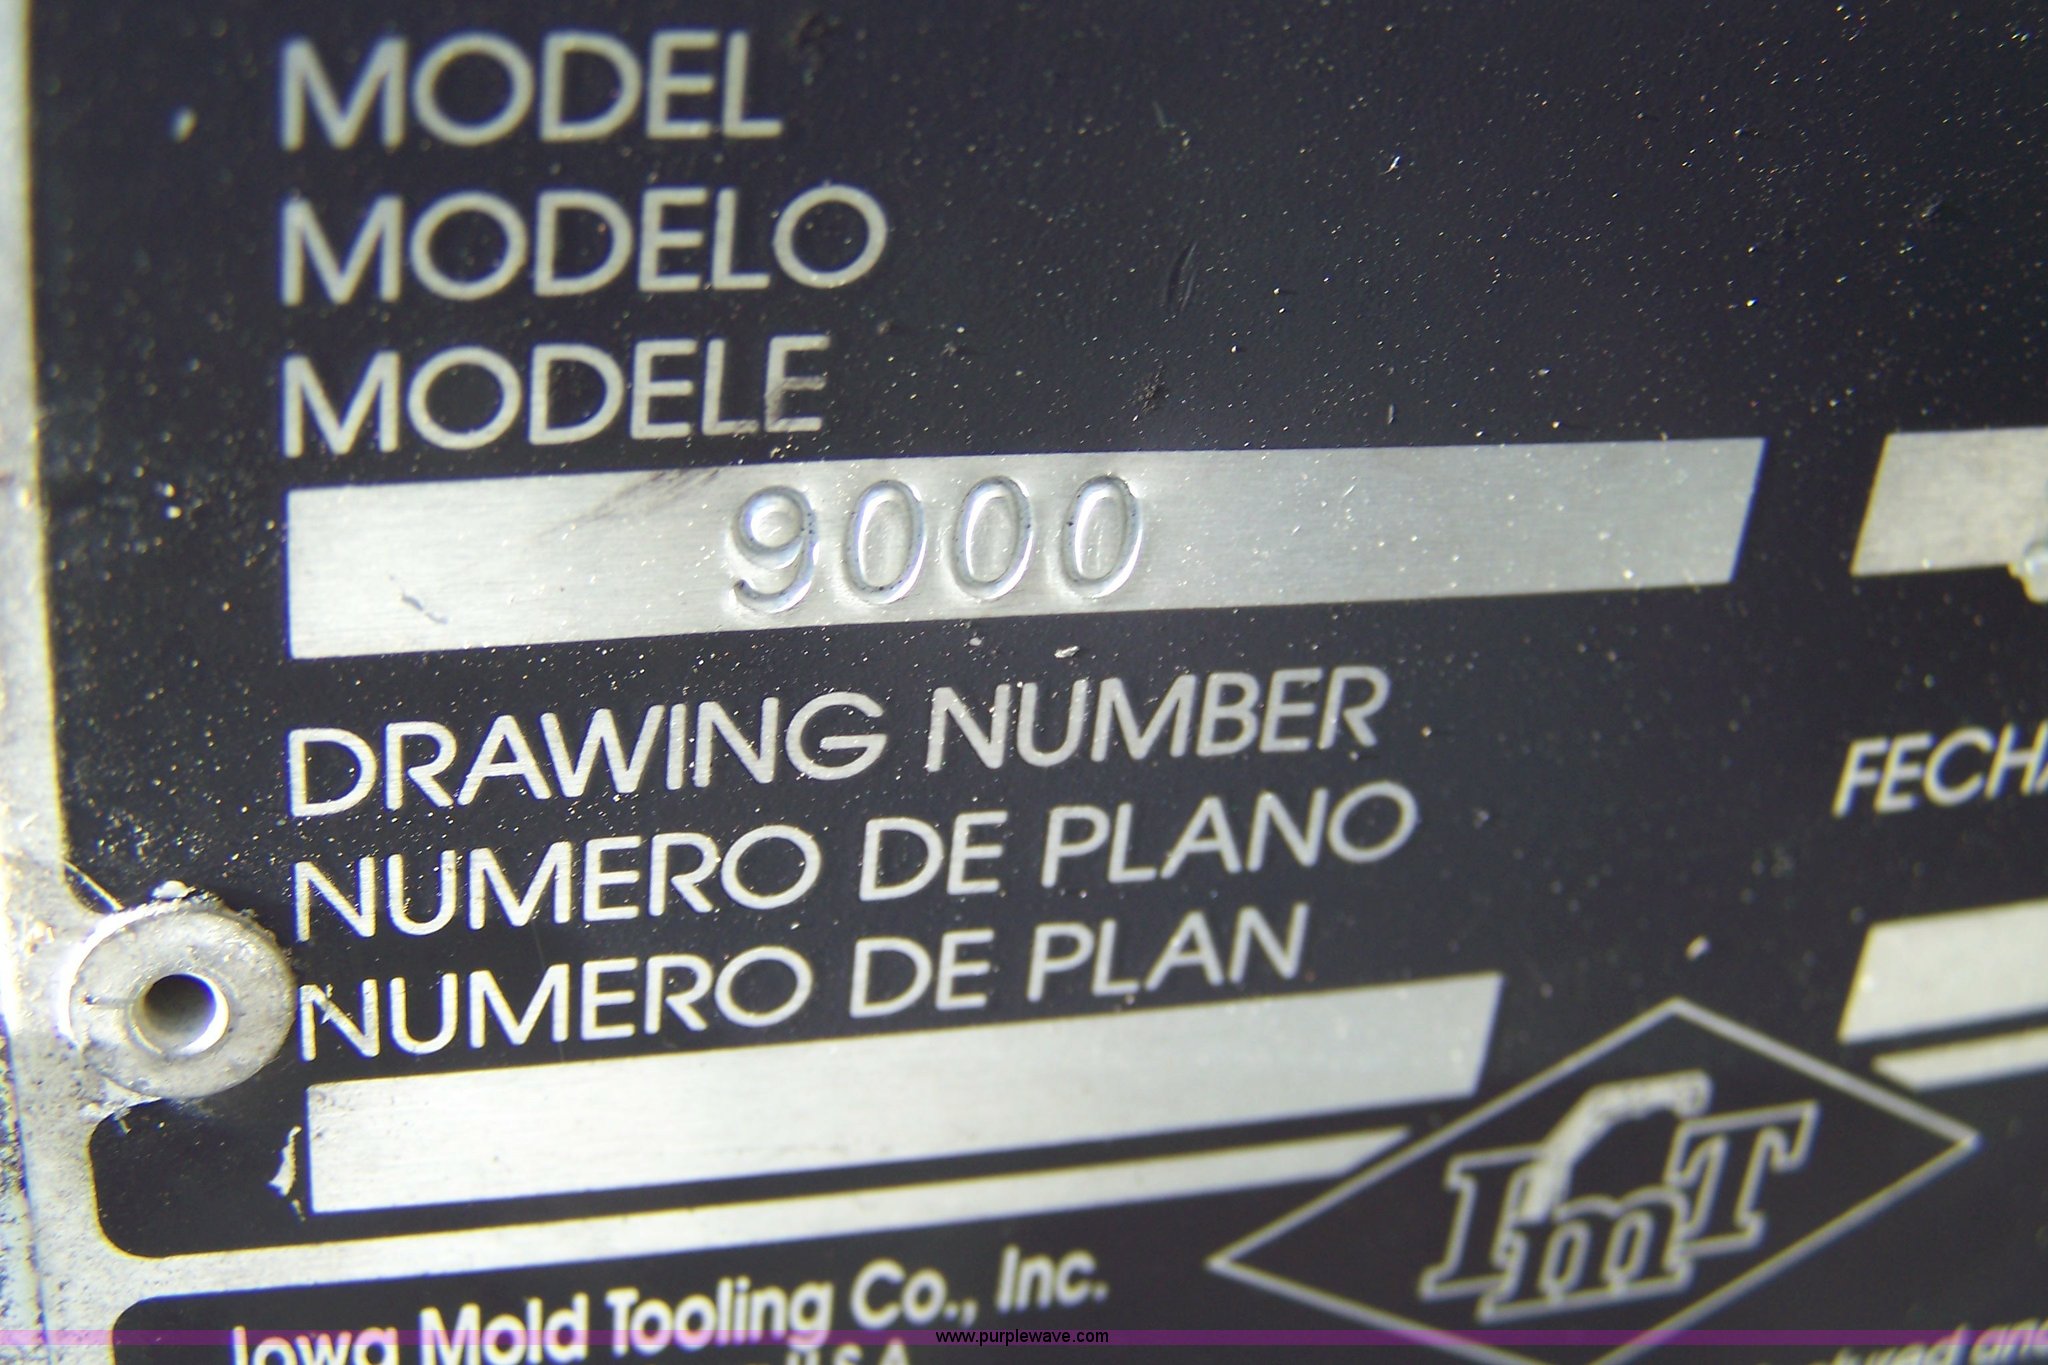 MODEL
MODELO
MODELE
9000
DRAWING NUMBER
NUMERO DE PLANO
NUMERO DE PLAN
FECHA
ImT
Iowa Mold Tooling Co., Inc.
U.S.A.
www.purplewave.com